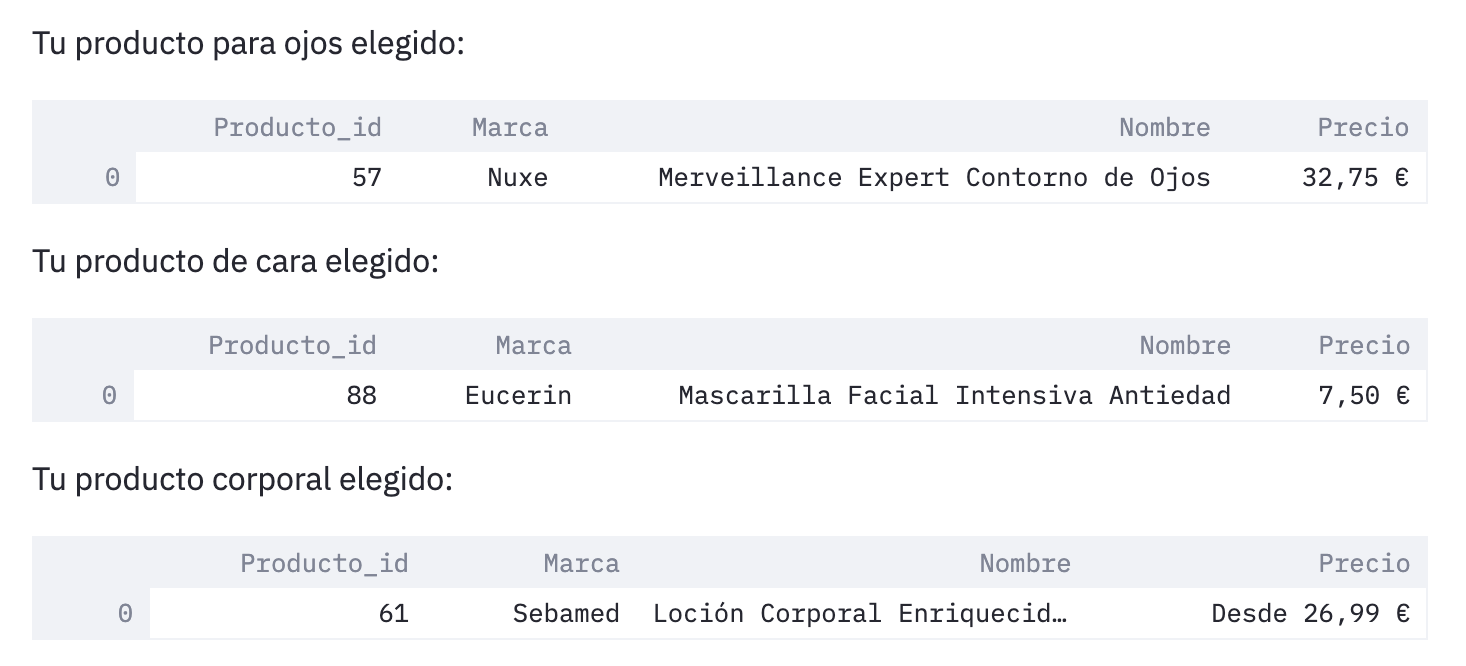 Tu producto para ojos elegido:
Producto_id Marca Nombre Precio
0 57 Nuxe Merveillance Expert Contorno de Ojos 32,75 €
Tu producto de cara elegido:
Producto_id Marca Nombre Precio
0 88 Eucerin Mascarilla Facial Intensiva Antiedad 7,50 €
Tu producto corporal elegido:
Producto_id Marca Nombre Precio
0 61 Sebamed Loción Corporal Enriquecid… Desde 26,99 €